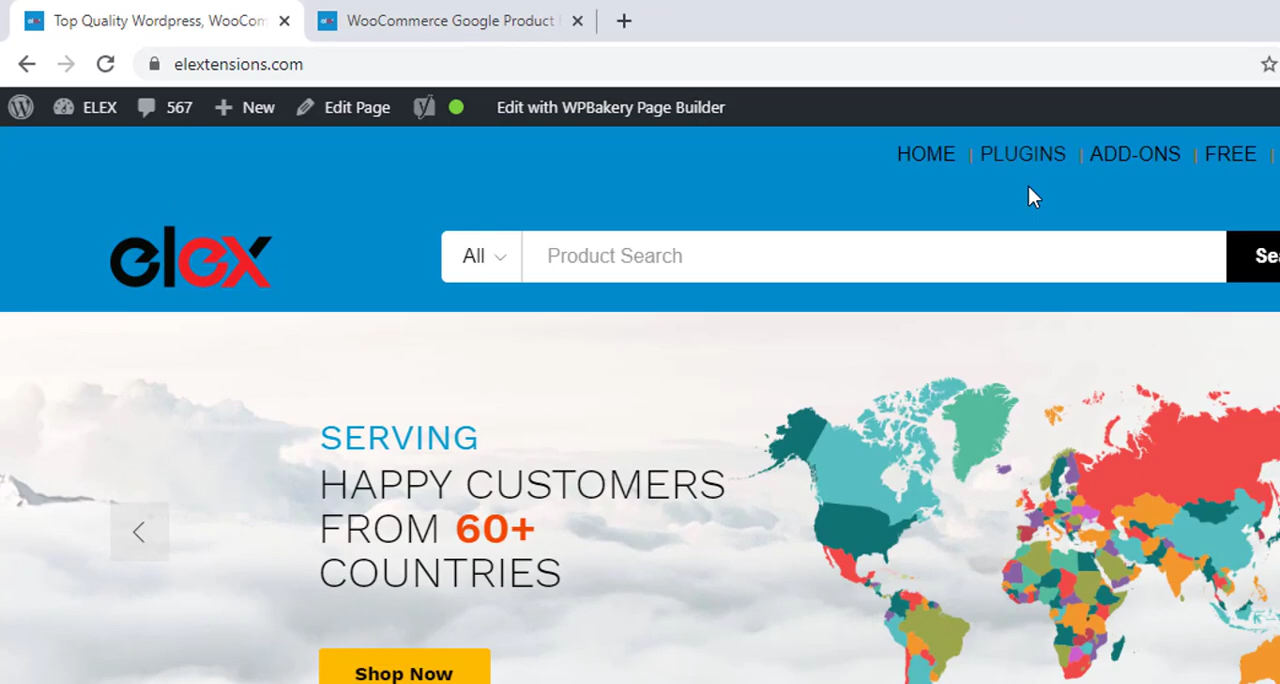 Top Quality Wordpress, WooCom
WooCommerce Google Product
elextensions.com
ELEX 567 New Edit Page Edit with WPBakery Page Builder
HOME | PLUGINS | ADD-ONS | FREE |
elex
All Product Search Sea
SERVING
HAPPY CUSTOMERS
FROM 60+
COUNTRIES
Shop Now